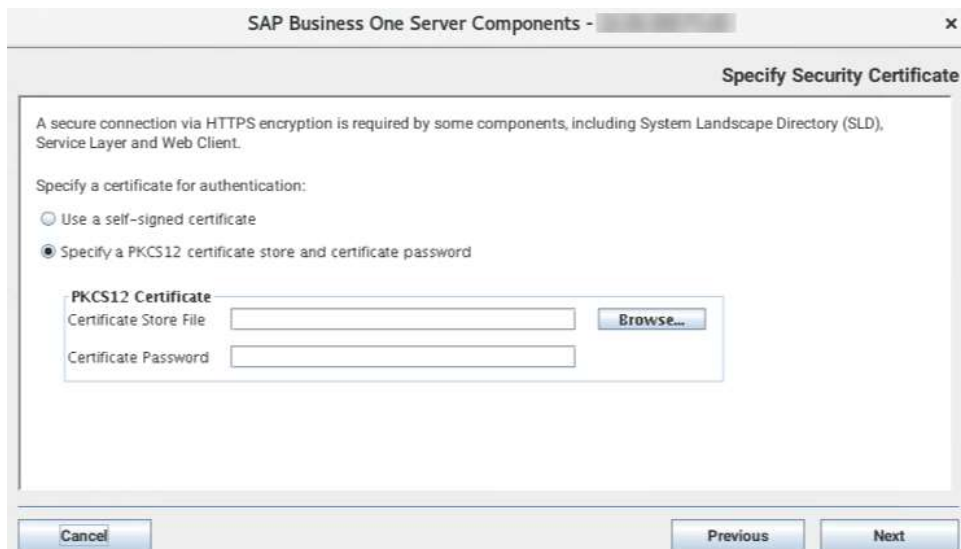 SAP Business One Server Components -
×
Specify Security Certificate
A secure connection via HTTPS encryption is required by some components, including System Landscape Directory (SLD),
Service Layer and Web Client.
Specify a certificate for authentication:
Use a self-signed certificate
Specify a PKCS12 certificate store and certificate password
PKCS12 Certificate
Certificate Store File
Browse...
Certificate Password
Cancel
Previous
Next